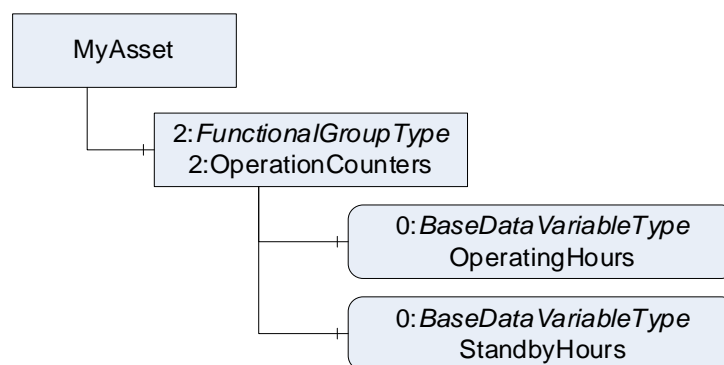 MyAsset
2:FunctionalGroupType
2:OperationCounters
0:BaseDataVariableType
OperatingHours
0:BaseDataVariableType
StandbyHours